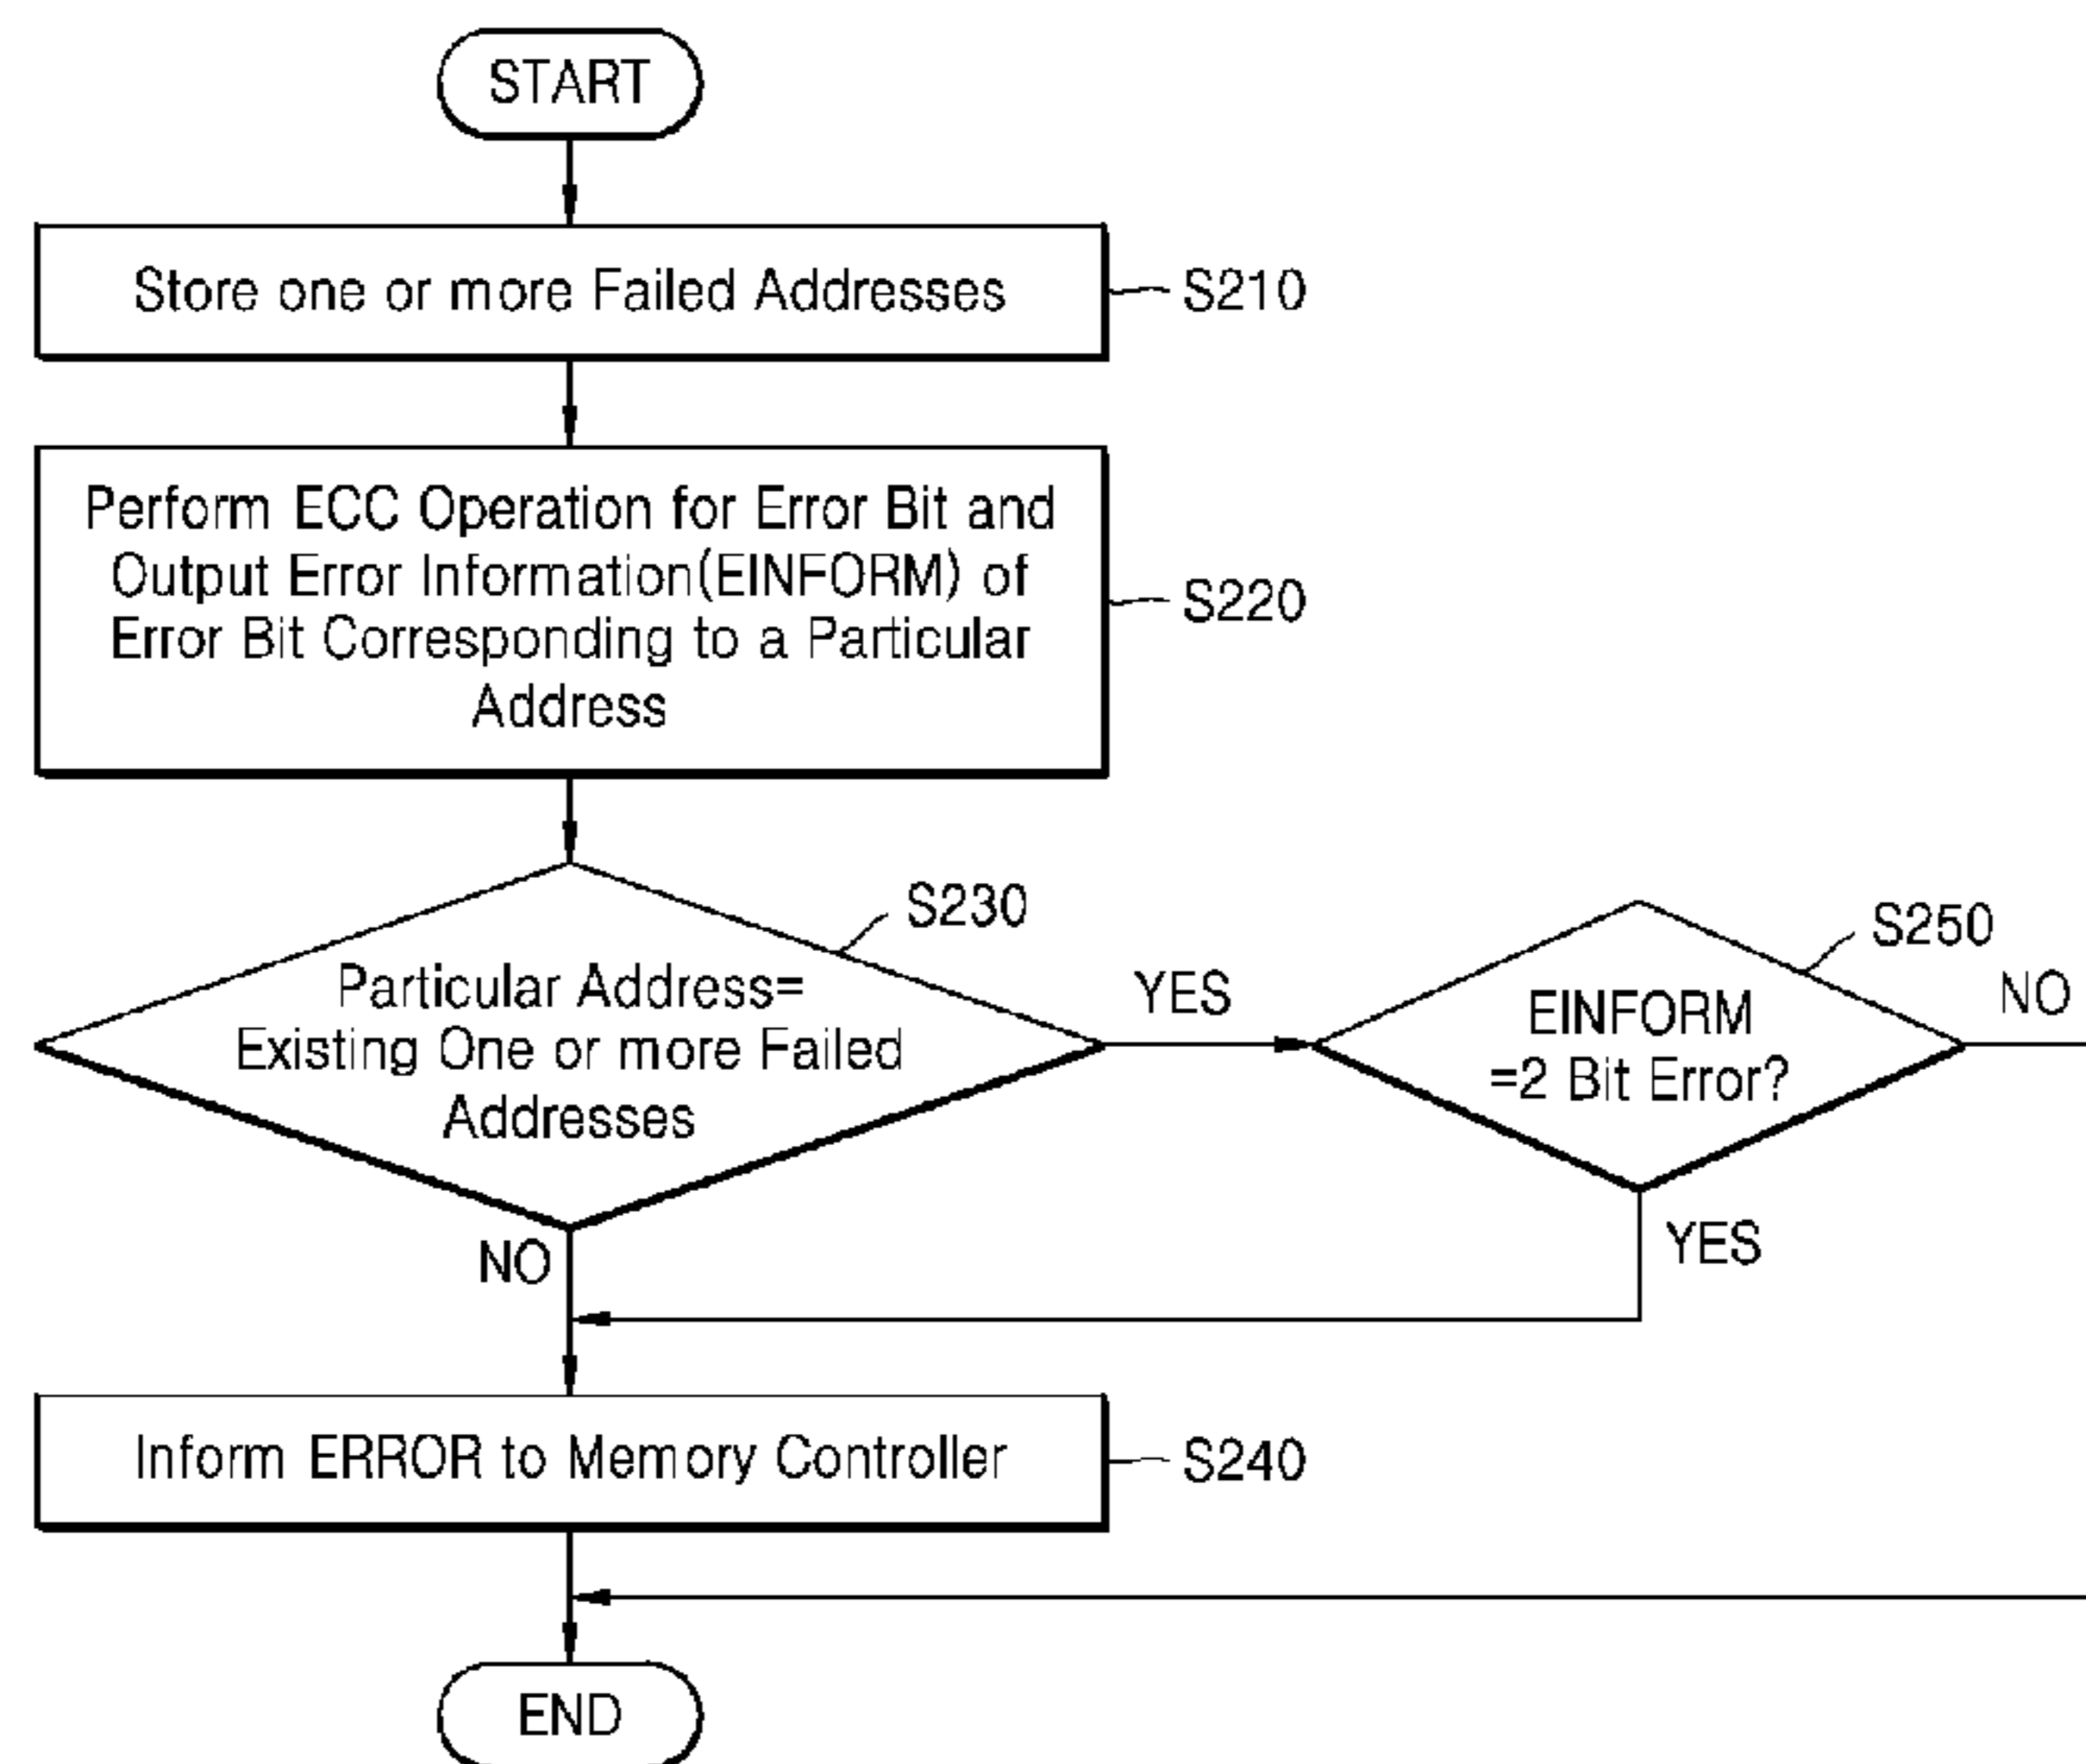 START
Store one or more Failed Addresses
S210
Perform ECC Operation for Error Bit and
Output Error Information(EINFORM) of
Error Bit Corresponding to a Particular
Address
S220
S230
Particular Address=
Existing One or more Failed
Addresses
YES
S250
EINFORM
=2 Bit Error?
NO
NO
YES
Inform ERROR to Memory Controller
S240
END